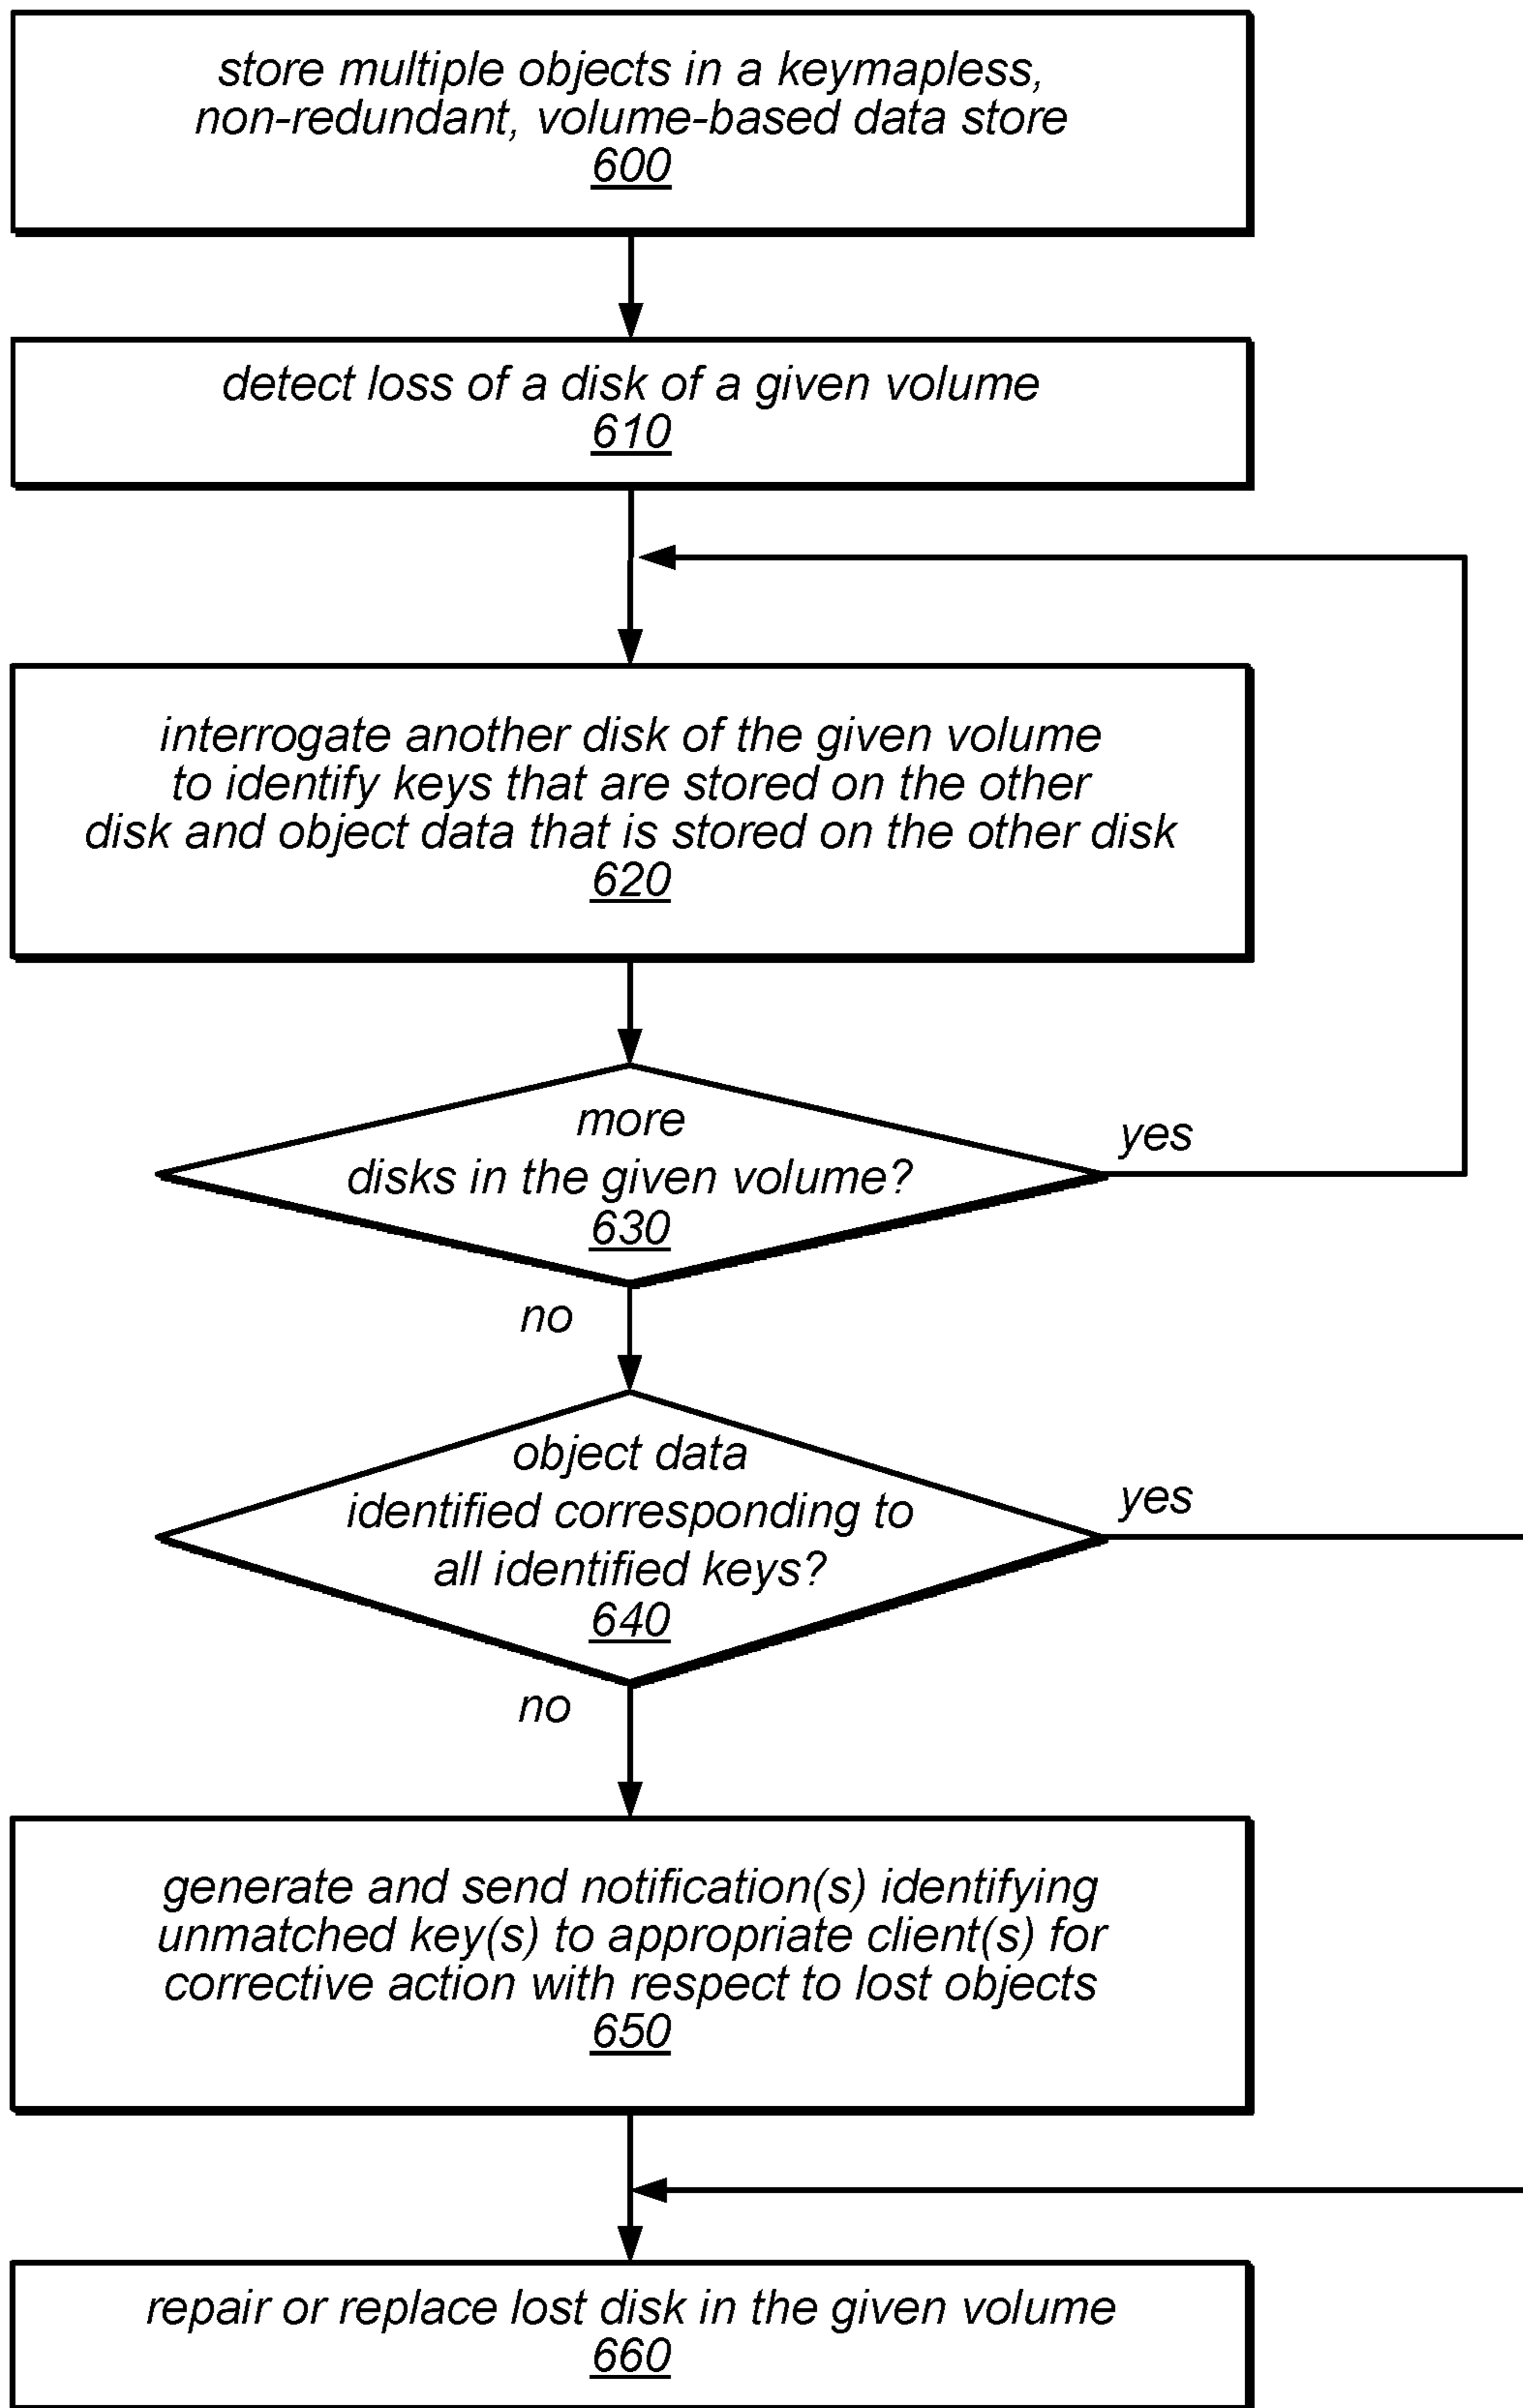 store multiple objects in a keymapless,
non-redundant, volume-based data store
600
detect loss of a disk of a given volume
610
interrogate another disk of the given volume
to identify keys that are stored on the other
disk and object data that is stored on the other disk
620
more
disks in the given volume?
630
yes
no
object data
identified corresponding to
all identified keys?
640
yes
no
generate and send notification(s) identifying
unmatched key(s) to appropriate client(s) for
corrective action with respect to lost objects
650
repair or replace lost disk in the given volume
660